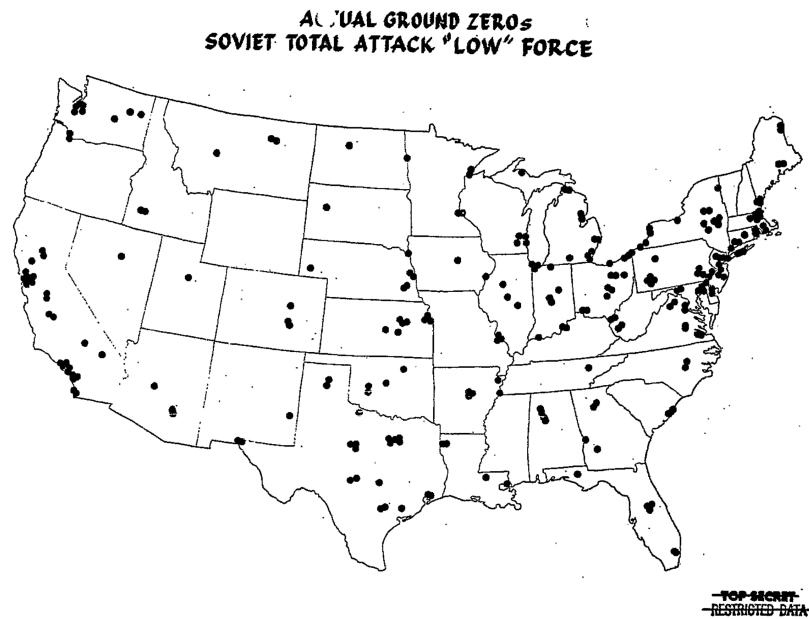 ACTUAL GROUND ZEROS
SOVIET TOTAL ATTACK "LOW" FORCE
TOP SECRET
RESTRICTED DATA